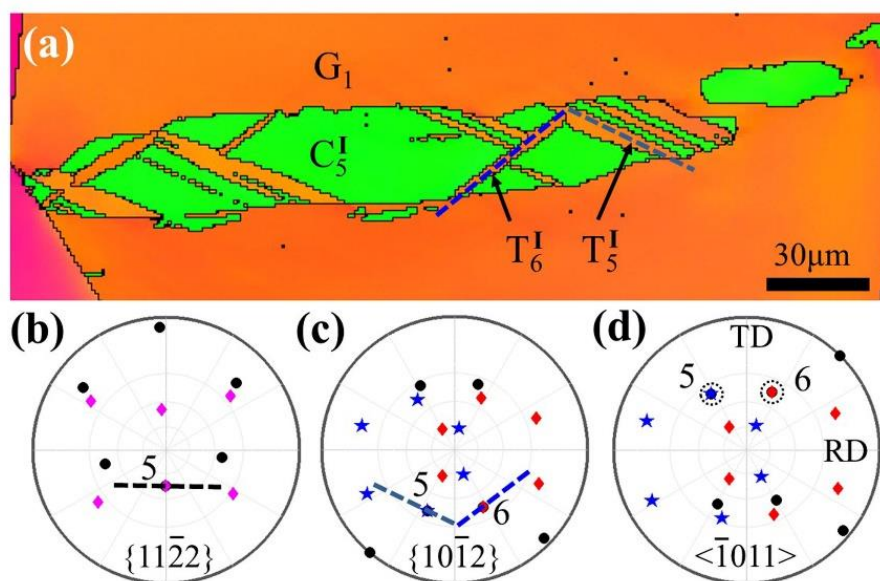 (a)
G₁
C₅ᴵ
T₆ᴵ T₅ᴵ
30μm
(b) (c) (d)
5
{112̄2}
5 6
{101̄2}
TD
5 6
RD
<1̄011>